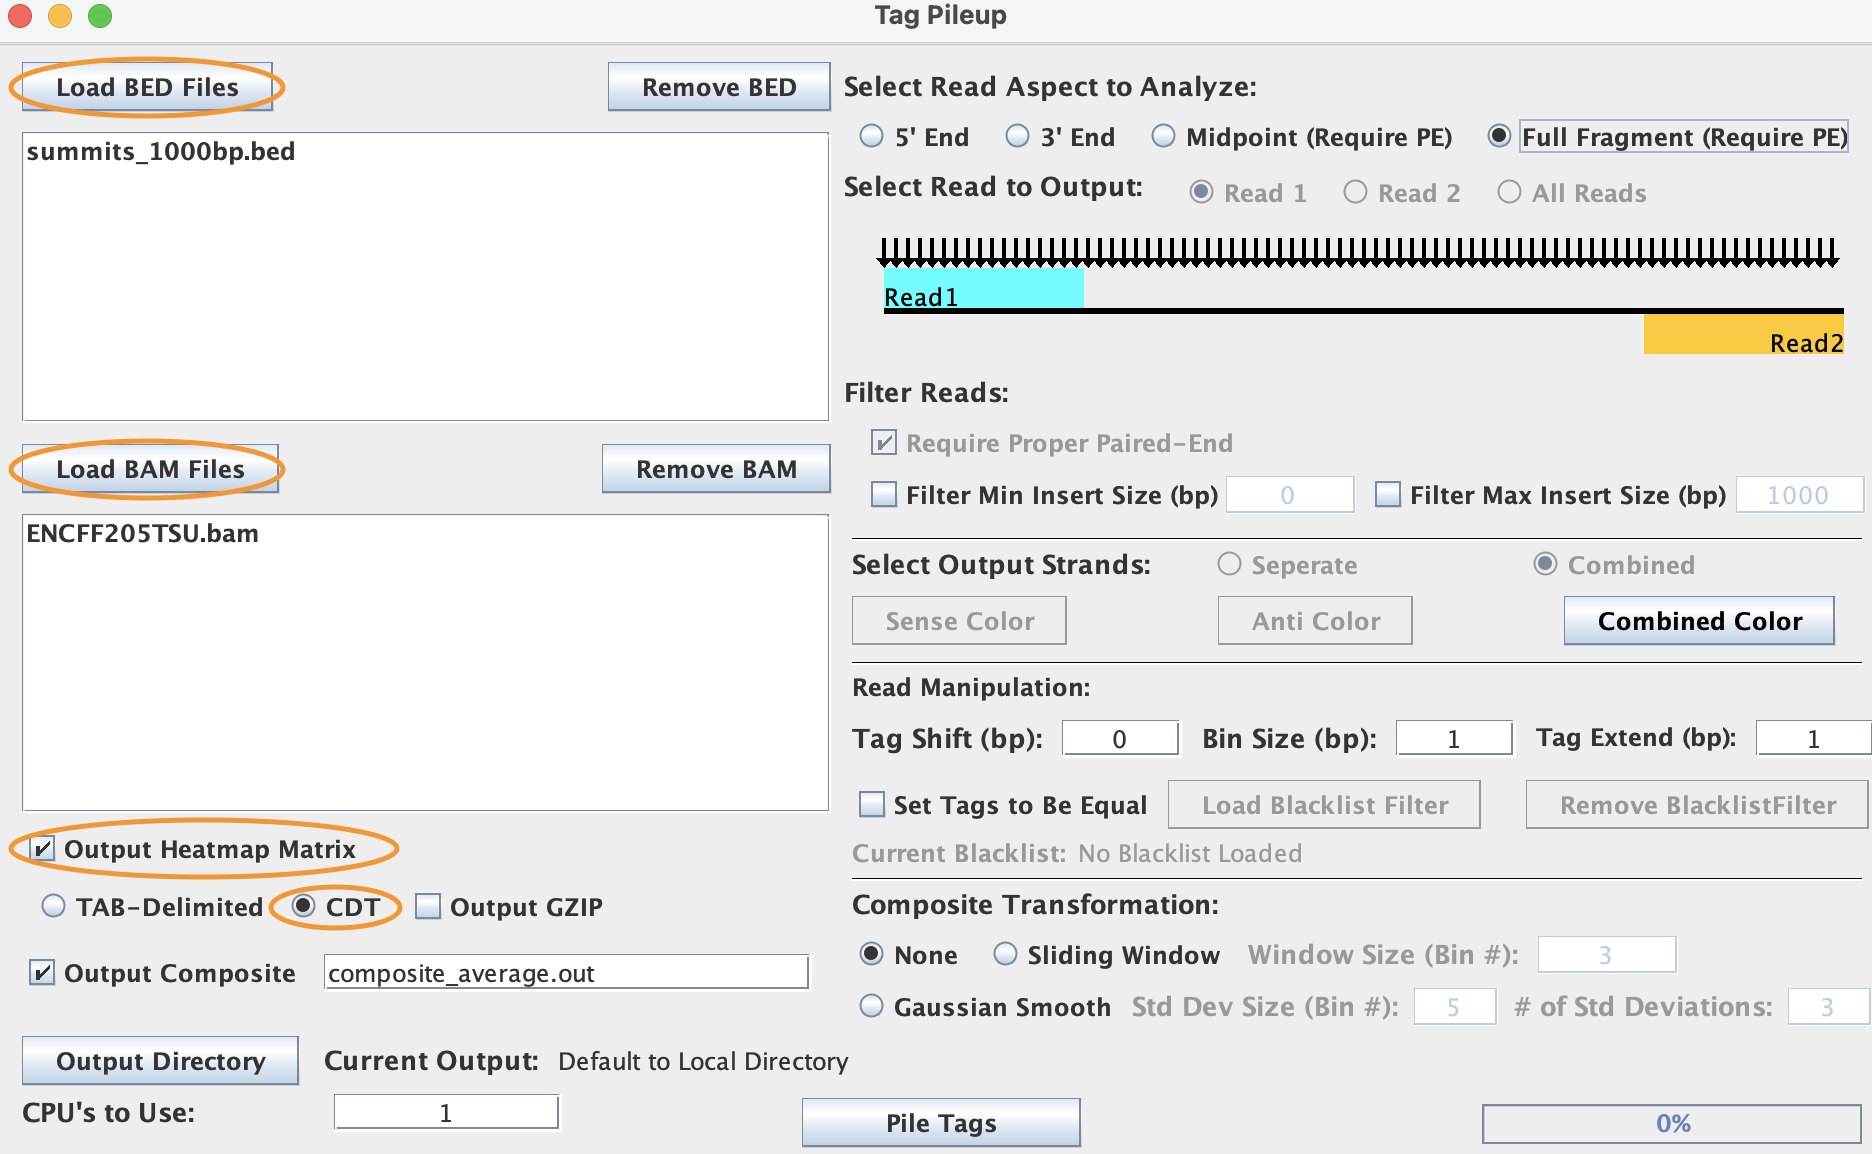 Tag Pileup
Load BED Files
Remove BED
summits_1000bp.bed
Load BAM Files
Remove BAM
ENCFF205TSU.bam
Output Heatmap Matrix
TAB-Delimited CDT Output GZIP
Output Composite composite_average.out
Output Directory Current Output: Default to Local Directory
CPU's to Use: 1
Select Read Aspect to Analyze:
5' End 3' End Midpoint (Require PE) Full Fragment (Require PE)
Select Read to Output: Read 1 Read 2 All Reads
Read1
Read2
Filter Reads:
Require Proper Paired-End
Filter Min Insert Size (bp) 0 Filter Max Insert Size (bp) 1000
Select Output Strands: Seperate Combined
Sense Color Anti Color Combined Color
Read Manipulation:
Tag Shift (bp): 0 Bin Size (bp): 1 Tag Extend (bp): 1
Set Tags to Be Equal Load Blacklist Filter Remove BlacklistFilter
Current Blacklist: No Blacklist Loaded
Composite Transformation:
None Sliding Window Window Size (Bin #): 3
Gaussian Smooth Std Dev Size (Bin #): 5 # of Std Deviations: 3
Pile Tags
0%